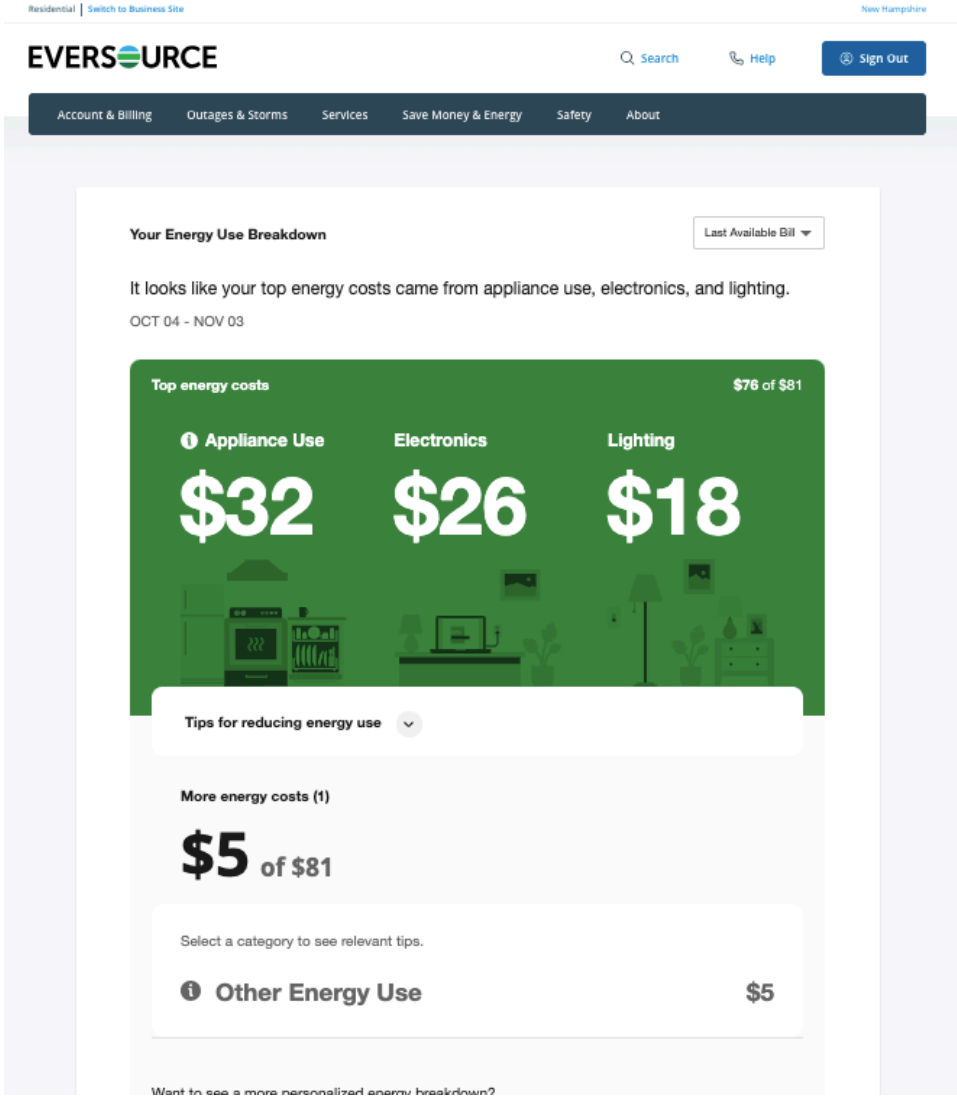 Residential | Switch to Business Site
New Hampshire
EVERSOURCE
Search
Help
Sign Out
Account & Billing
Outages & Storms
Services
Save Money & Energy
Safety
About
Your Energy Use Breakdown
Last Available Bill
It looks like your top energy costs came from appliance use, electronics, and lighting.
OCT 04 - NOV 03
Top energy costs
$76 of $81
Appliance Use
Electronics
Lighting
$32
$26
$18
Tips for reducing energy use
More energy costs (1)
$5 of $81
Select a category to see relevant tips.
Other Energy Use
$5
Want to see a more personalized energy breakdown?